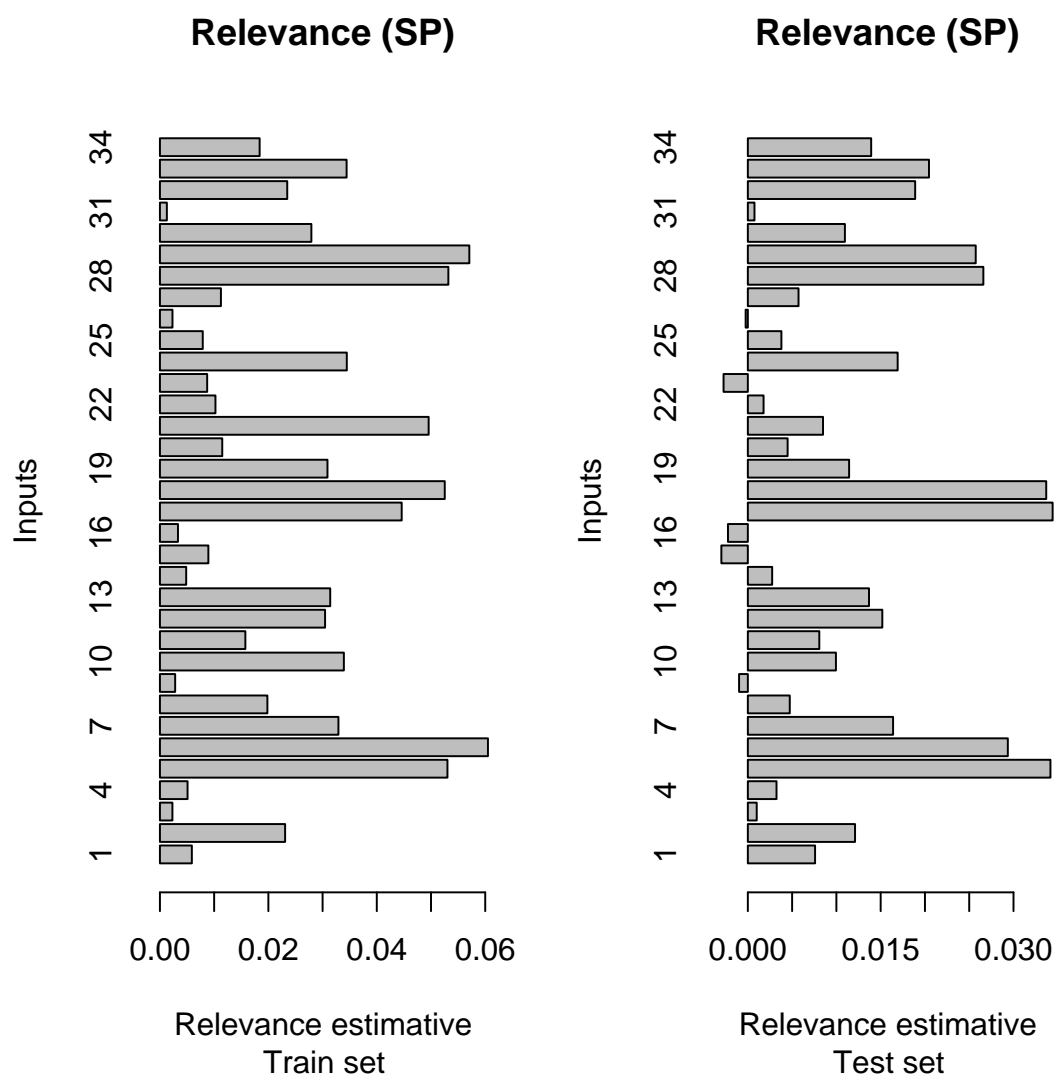 Relevance (SP)
34
31
28
25
22
19
16
13
10
7
4
1
Inputs
0.00 0.02 0.04 0.06
Relevance estimative
Train set
Relevance (SP)
34
31
28
25
22
19
16
13
10
7
4
1
Inputs
0.000 0.015 0.030
Relevance estimative
Test set